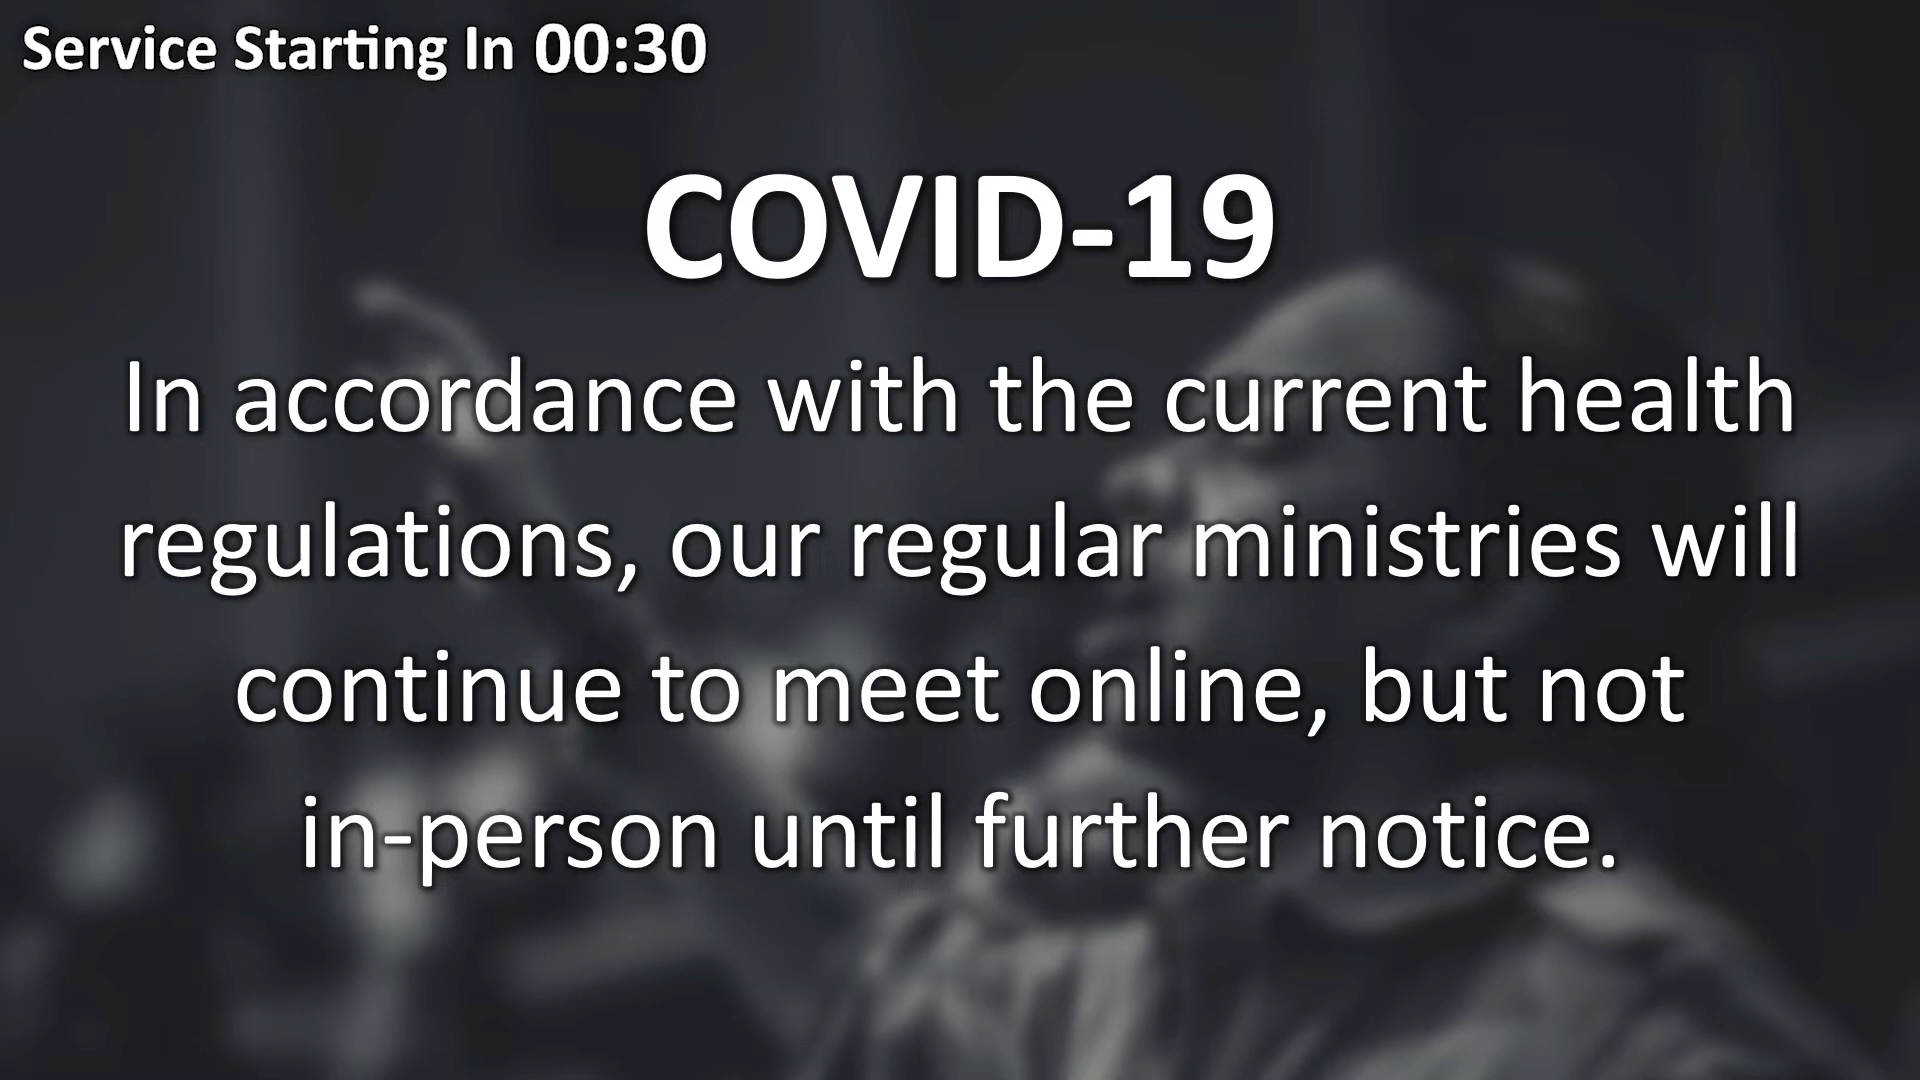 Service Starting In 00:30
COVID-19
In accordance with the current health
regulations, our regular ministries will
continue to meet online, but not
in-person until further notice.